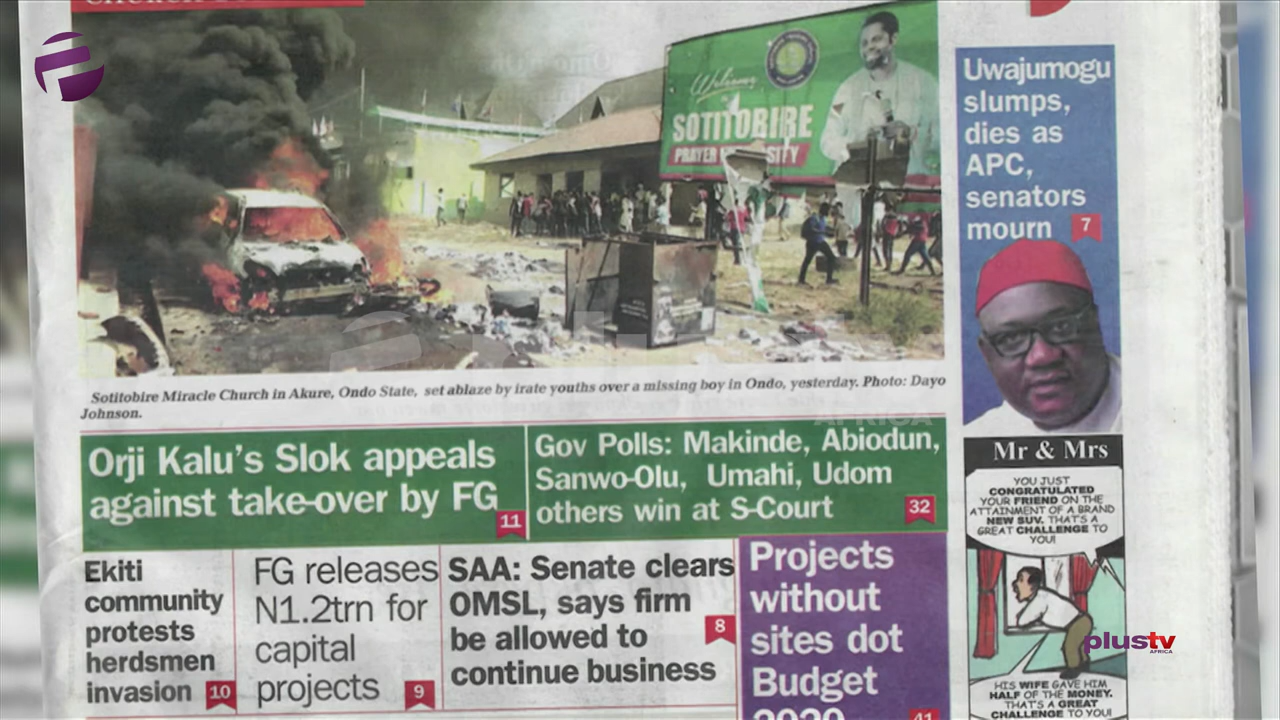 Welcome
SOTITOBIRE
PRAYER
Sotitobire Miracle Church in Akure, Ondo State, set ablaze by irate youths over a missing boy in Ondo, yesterday. Photo: Dayo
Johnson.
Uwajumogu
slumps,
dies as
APC,
senators
mourn 7
Orji Kalu's Slok appeals
against take-over by FG
11
Gov Polls: Makinde, Abiodun,
Sanwo-Olu, Umahi, Udom
others win at S-Court
32
Ekiti
community
protests
herdsmen
invasion 10
FG releases
N1.2trn for
capital
projects 9
SAA: Senate clears
OMSL, says firm
be allowed to
continue business
8
Projects
without
sites dot
Budget
2020
41
Mr & Mrs
YOU JUST
CONGRATULATED
YOUR FRIEND ON THE
ATTAINMENT OF A BRAND
NEW SUV. THAT'S A
GREAT CHALLENGE TO
YOU!
HIS WIFE GAVE HIM
HALF OF THE MONEY.
THAT'S A GREAT
CHALLENGE TO YOU!
plustv
AFRICA
AFRICA